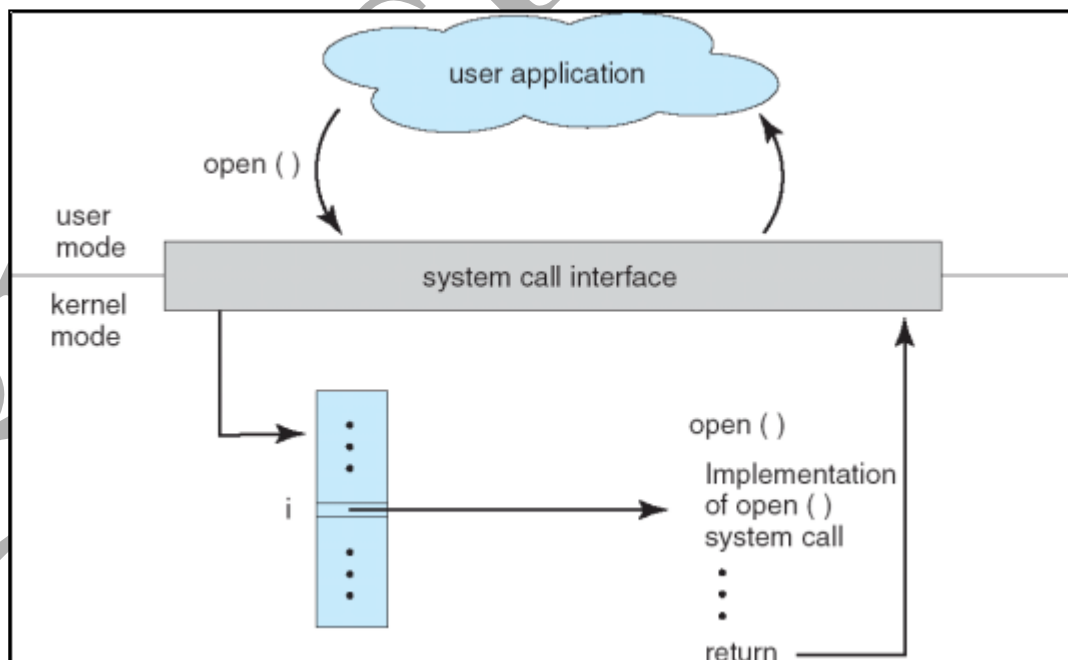 user application
open ( )
user
mode
system call interface
kernel
mode
open ( )
Implementation
of open ( )
system call
i
return